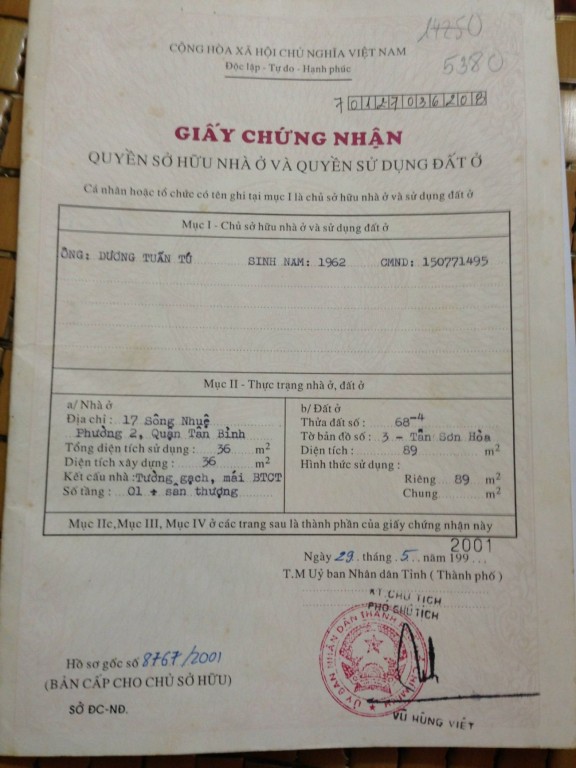 14250
CỘNG HÒA XÃ HỘI CHỦ NGHĨA VIỆT NAM
5380
Độc lập - Tự do - Hạnh phúc
7 0127036208
GIẤY CHỨNG NHẬN
QUYỀN SỞ HỮU NHÀ Ở VÀ QUYỀN SỬ DỤNG ĐẤT Ở
Cá nhân hoặc tổ chức có tên ghi tại mục I là chủ sở hữu nhà ở và sử dụng đất ở
Mục I - Chủ sở hữu nhà ở và sử dụng đất ở
ÔNG: DƯƠNG TUẤN TÚ SINH NAM: 1962 CMND: 150771495
Mục II - Thực trạng nhà ở, đất ở
a/ Nhà ở
Địa chỉ : 17 Sông Nhuệ
Phường 2, Quận Tân Bình
Tổng diện tích sử dụng : 36 m2
Diện tích xây dựng : 36 m2
Kết cấu nhà :Tường gạch, mái BTCT
Số tầng : 01 + sân thượng
b/ Đất ở
Thửa đất số : 68-4
Tờ bản đồ số : 3 - Tân Sơn Hòa
Diện tích : 89 m2
Hình thức sử dụng :
Riêng 89 m2
Chung m2
Mục IIc,Mục III, Mục IV ở các trang sau là thành phần của giấy chứng nhận này
Ngày 29. tháng . 5.. năm 199... 2001
T.M Uỷ ban Nhân dân Tỉnh ( Thành phố )
KT.CHỦ TỊCH
PHÓ CHỦ TỊCH
ỦY BAN NHÂN DÂN THÀNH
Hồ sơ gốc số 8767/2001
(BẢN CẤP CHO CHỦ SỞ HỮU)
SỞ ĐC-NĐ.
VŨ HÙNG VIỆT